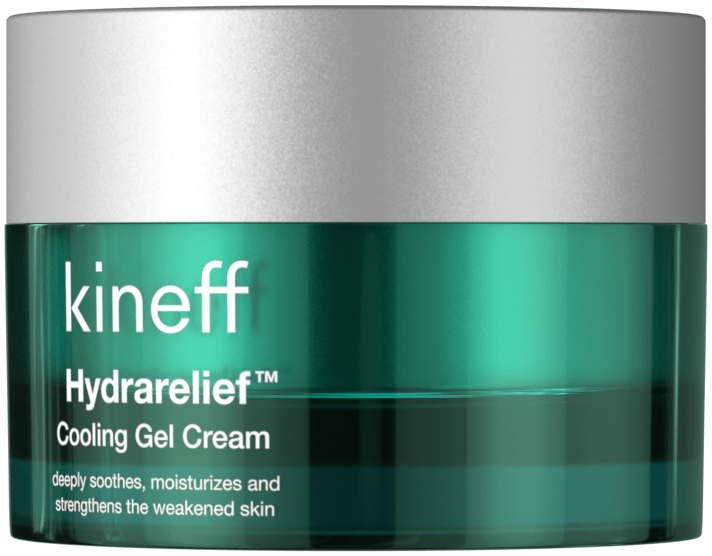 kineff
Hydrarelief™
Cooling Gel Cream
deeply soothes, moisturizes and
strengthens the weakened skin